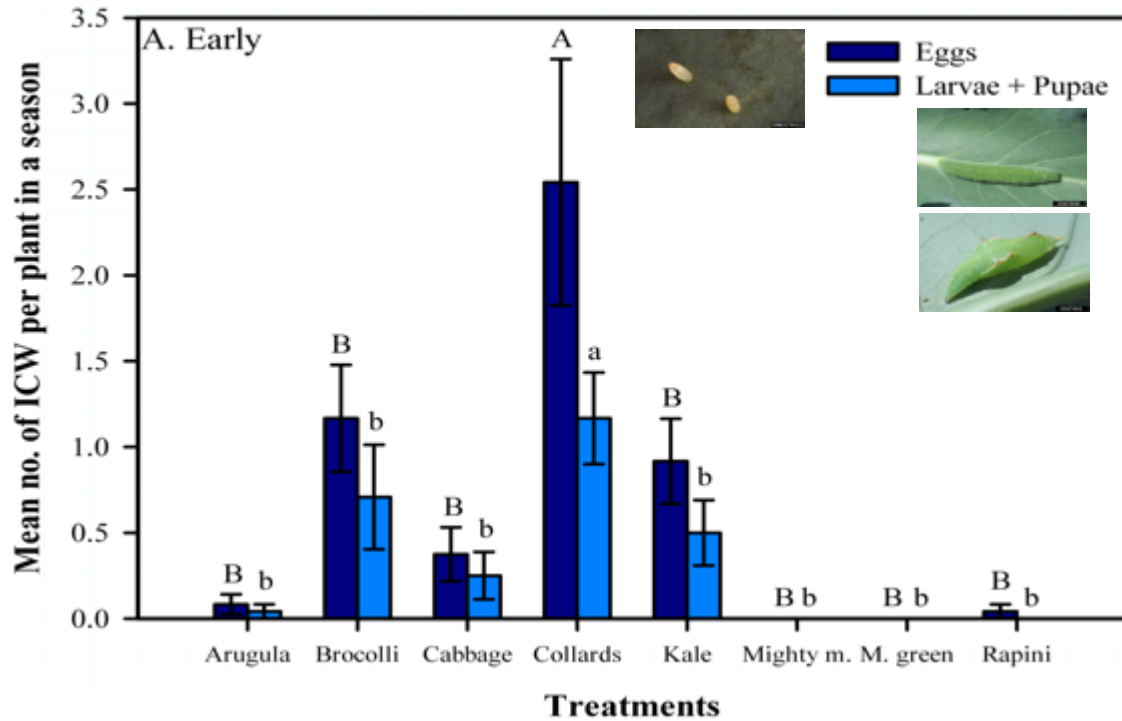 A. Early
Eggs
Larvae + Pupae
Mean no. of ICW per plant in a season
3.5
3.0
2.5
2.0
1.5
1.0
0.5
0.0
B b
B b
B b
A a
B b
B b
B b
B b
Arugula Brocolli Cabbage Collards Kale Mighty m. M. green Rapini
Treatments